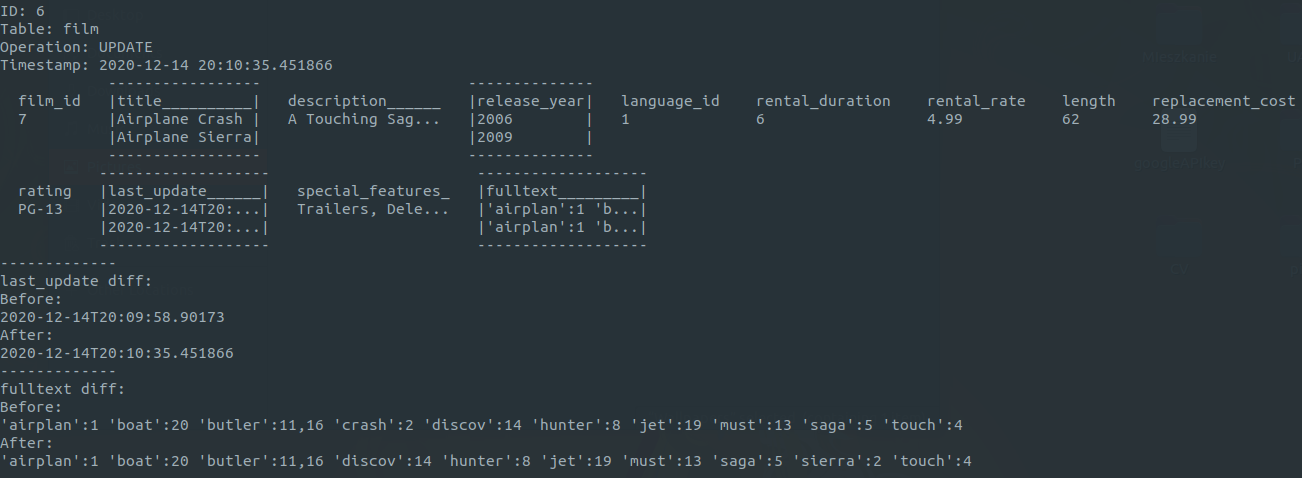 ID: 6
Table: film
Operation: UPDATE
Timestamp: 2020-12-14 20:10:35.451866
            -----------------                       --------------
  film_id   |title__________|   description______   |release_year|   language_id    rental_duration    rental_rate    length    replacement_cost
  7         |Airplane Crash |   A Touching Sag...   |2006        |   1              6                  4.99           62        28.99
            |Airplane Sierra|                       |2009        |
            -----------------                       --------------
           -------------------                       -------------------
  rating   |last_update______|   special_features_   |fulltext_________|
  PG-13    |2020-12-14T20:...|   Trailers, Dele...   |'airplan':1 'b...|
           |2020-12-14T20:...|                       |'airplan':1 'b...|
           -------------------                       -------------------
-------------
last_update diff:
Before:
2020-12-14T20:09:58.90173
After:
2020-12-14T20:10:35.451866
-------------
fulltext diff:
Before:
'airplan':1 'boat':20 'butler':11,16 'crash':2 'discov':14 'hunter':8 'jet':19 'must':13 'saga':5 'touch':4
After:
'airplan':1 'boat':20 'butler':11,16 'discov':14 'hunter':8 'jet':19 'must':13 'saga':5 'sierra':2 'touch':4